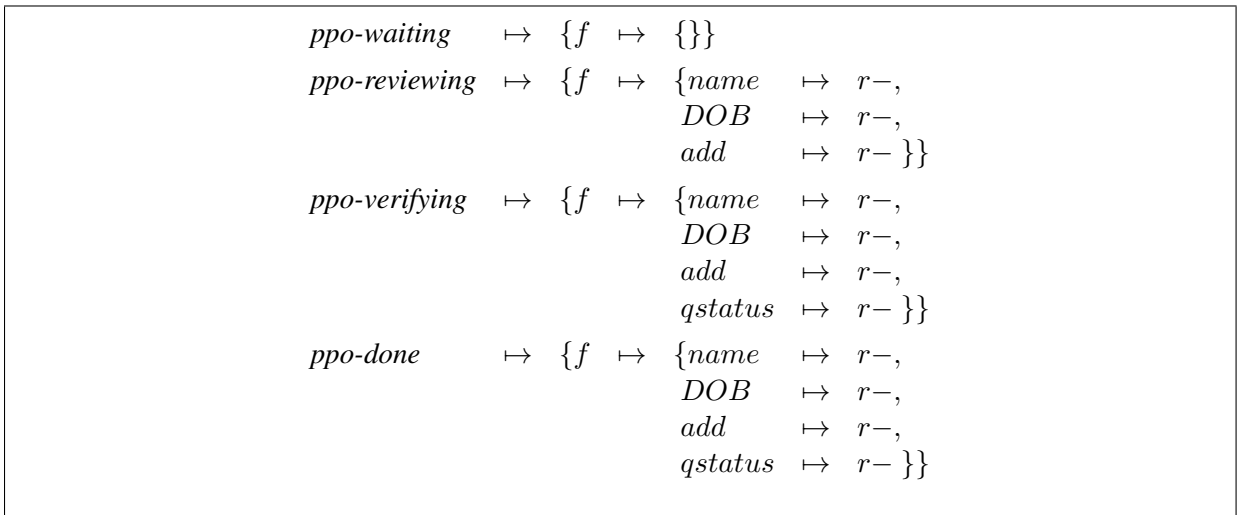 ppo-waiting ↦ {f ↦ {}}
ppo-reviewing ↦ {f ↦ {name ↦ r−,
DOB ↦ r−,
add ↦ r− }}
ppo-verifying ↦ {f ↦ {name ↦ r−,
DOB ↦ r−,
add ↦ r−,
qstatus ↦ r− }}
ppo-done ↦ {f ↦ {name ↦ r−,
DOB ↦ r−,
add ↦ r−,
qstatus ↦ r− }}